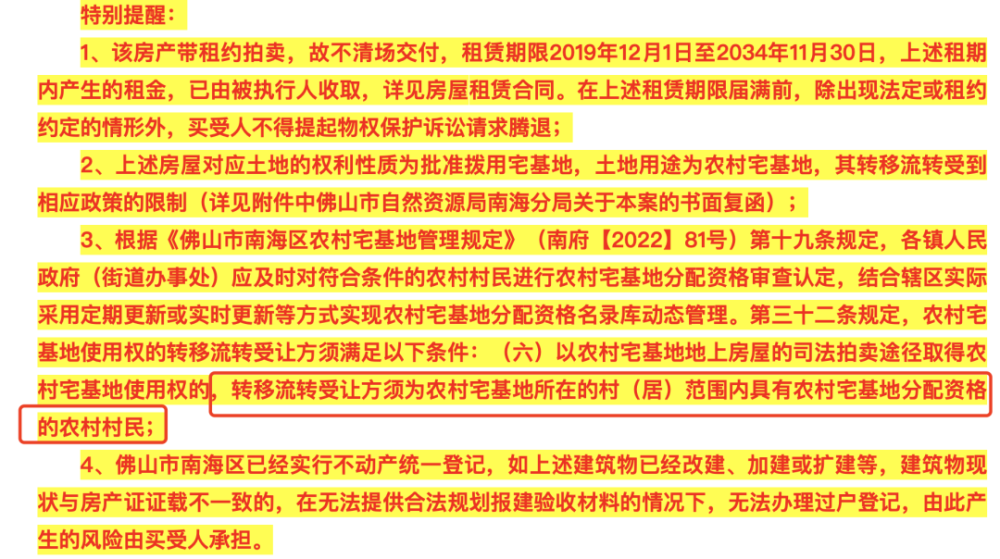 特别提醒：
1、该房产带租约拍卖，故不清场交付，租赁期限2019年12月1日至2034年11月30日，上述租期
内产生的租金，已由被执行人收取，详见房屋租赁合同。在上述租赁期限届满前，除出现法定或租约
约定的情形外，买受人不得提起物权保护诉讼请求腾退；
2、上述房屋对应土地的权利性质为批准拨用宅基地，土地用途为农村宅基地，其转移流转受到
相应政策的限制（详见附件中佛山市自然资源局南海分局关于本案的书面复函）；
3、根据《佛山市南海区农村宅基地管理规定》（南府【2022】81号）第十九条规定，各镇人民
政府（街道办事处）应及时对符合条件的农村村民进行农村宅基地分配资格审查认定，结合辖区实际
采用定期更新或实时更新等方式实现农村宅基地分配资格名录库动态管理。第三十二条规定，农村宅
基地使用权的转移流转受让方须满足以下条件：（六）以农村宅基地地上房屋的司法拍卖途径取得农
村宅基地使用权的，转移流转受让方须为农村宅基地所在的村（居）范围内具有农村宅基地分配资格
的农村村民；
4、佛山市南海区已经实行不动产统一登记，如上述建筑物已经改建、加建或扩建等，建筑物现
状与房产证证载不一致的，在无法提供合法规划报建验收材料的情况下，无法办理过户登记，由此产
生的风险由买受人承担。